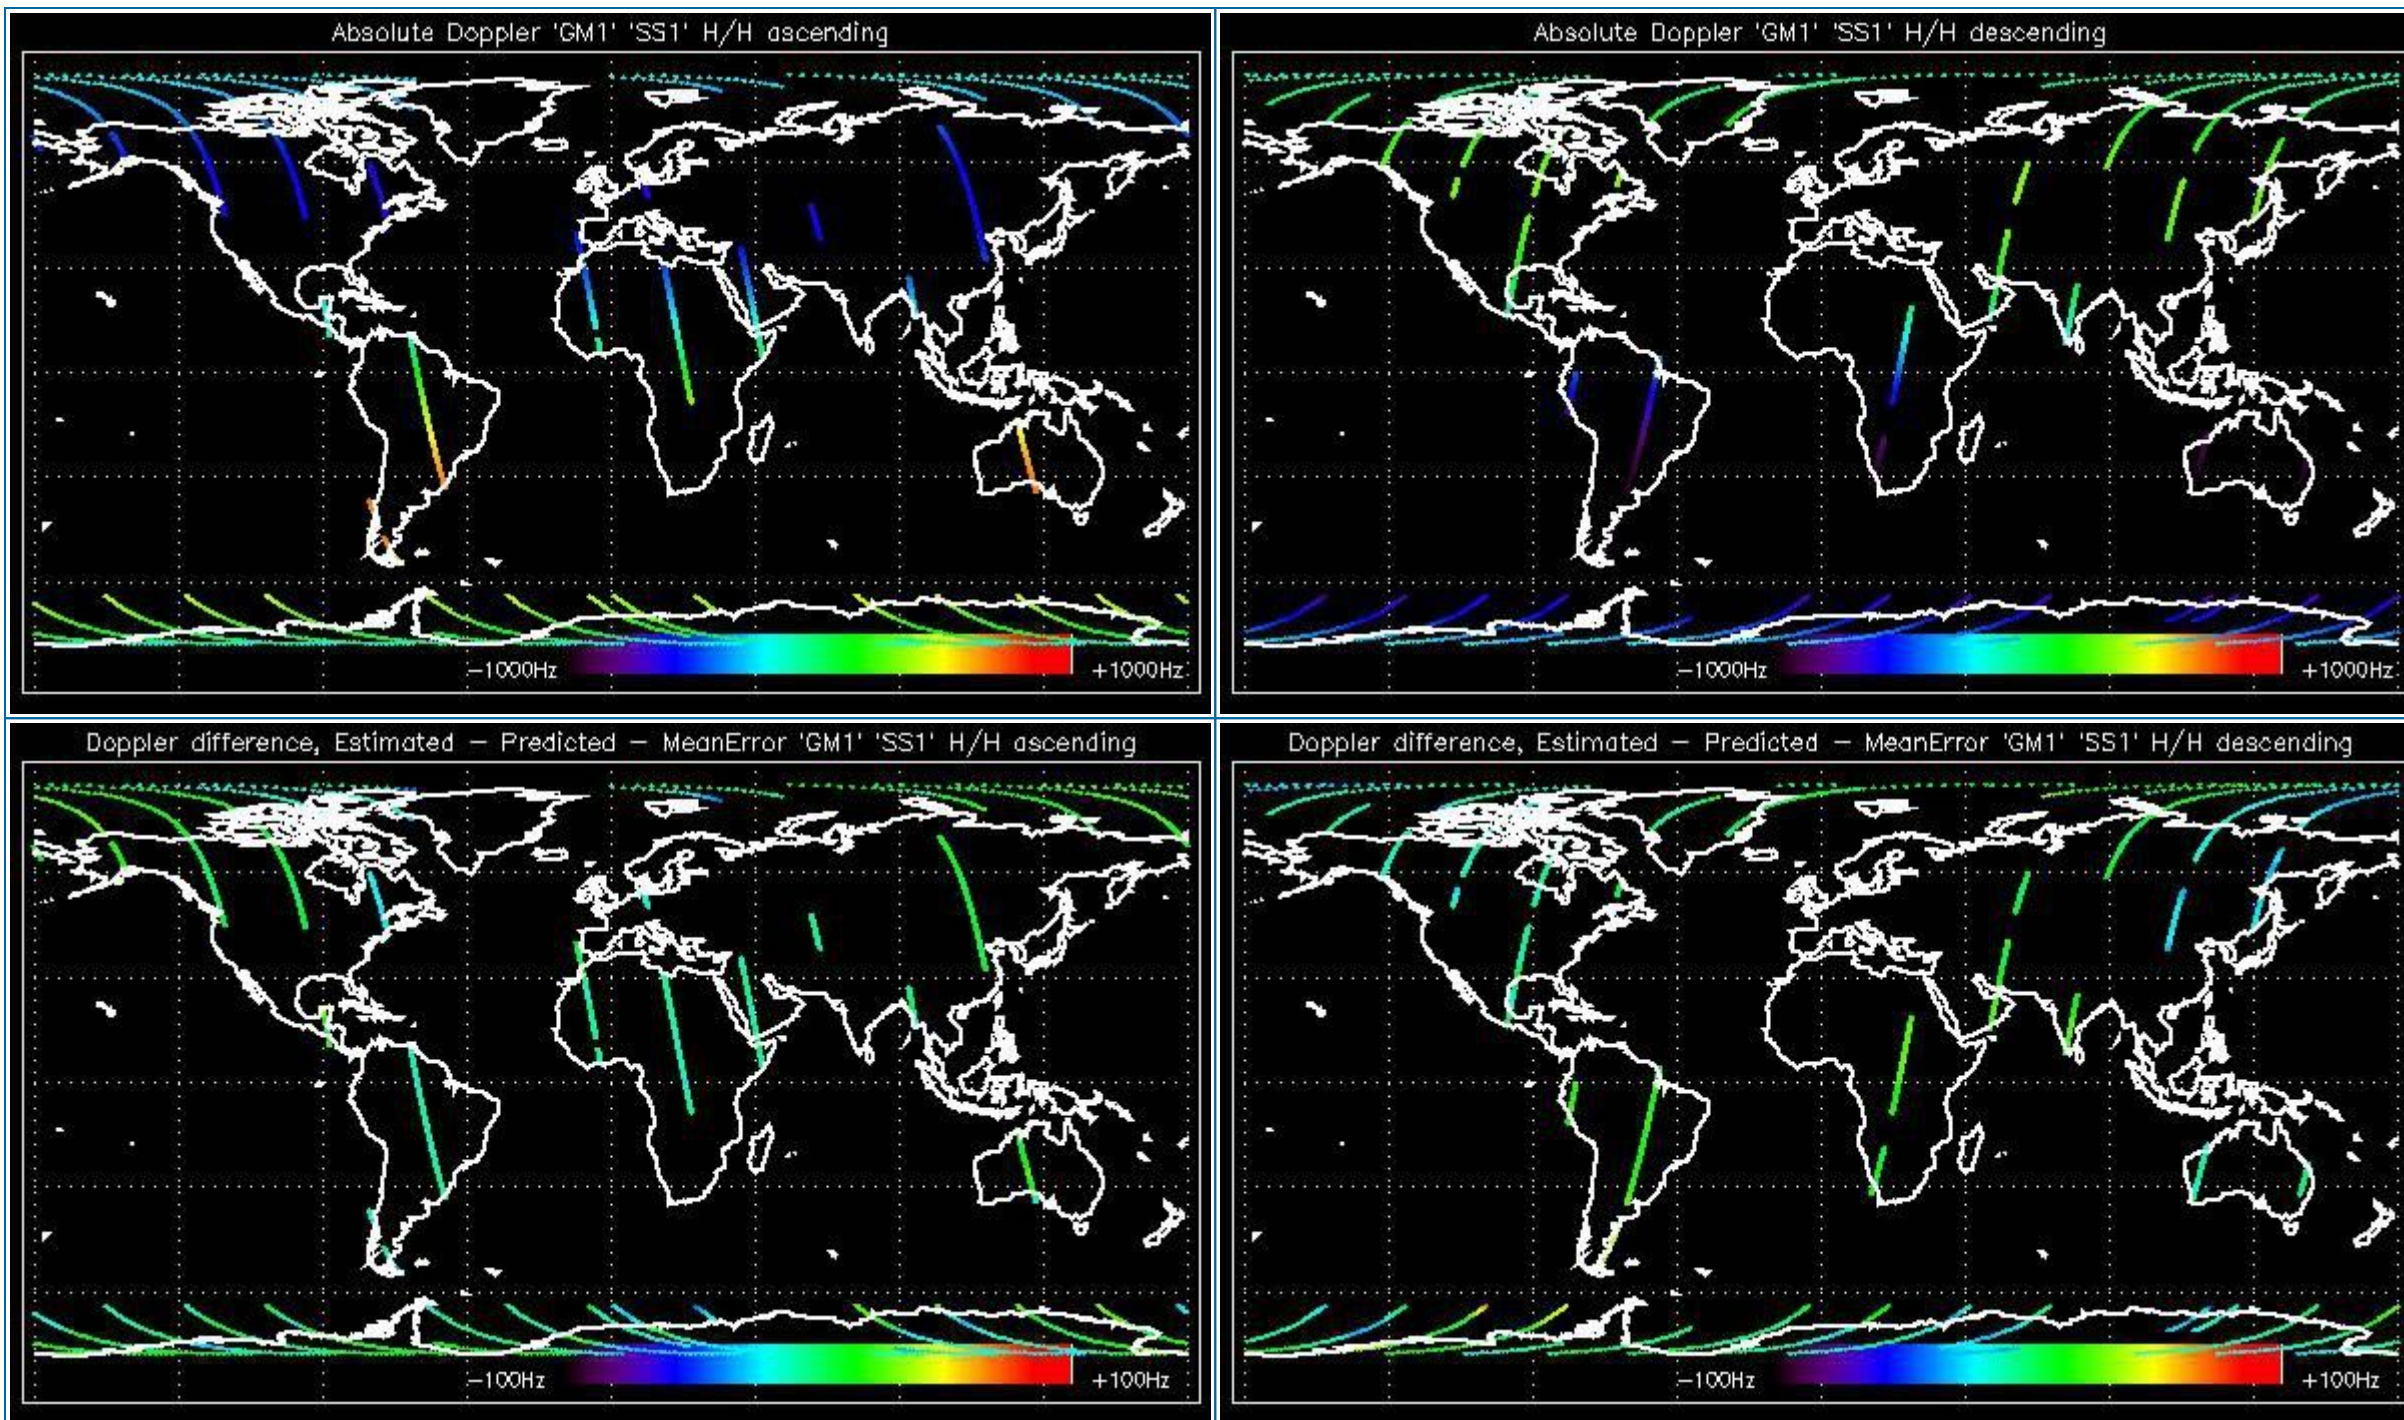 Absolute Doppler 'GM1' 'SS1' H/H ascending
−1000Hz +1000Hz
Absolute Doppler 'GM1' 'SS1' H/H descending
−1000Hz +1000Hz
Doppler difference, Estimated − Predicted − MeanError 'GM1' 'SS1' H/H ascending
−100Hz +100Hz
Doppler difference, Estimated − Predicted − MeanError 'GM1' 'SS1' H/H descending
−100Hz +100Hz